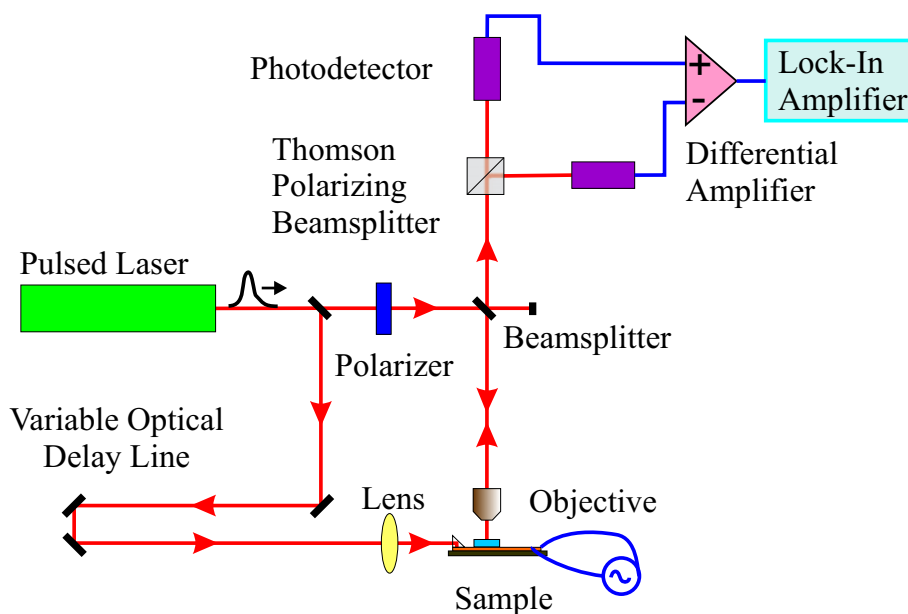 Photodetector
Lock-In
Amplifier
+
-
Thomson
Polarizing
Beamsplitter
Differential
Amplifier
Pulsed Laser
Polarizer
Beamsplitter
Variable Optical
Delay Line
Lens
Objective
Sample